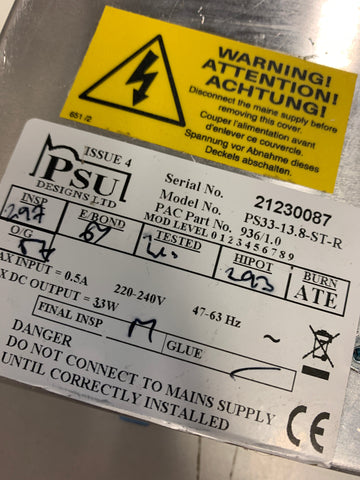 WARNING!
ATTENTION!
ACHTUNG!
Disconnect the mains supply before
removing this cover.
Couper l'alimentation avant
d'enlever ce couvercle.
Spannung vor Abnahme dieses
Deckels abschalten.
651 /2
PSU
DESIGNS LTD
ISSUE 4
Serial No. 21230087
Model No. PS33-13.8-ST-R
PAC Part No. 936/1.0
MOD LEVEL 0 1 2 3 4 5 6 7 8 9
INSP E/BOND TESTED HIPOT BURN
297 293
O/G ATE
AX INPUT = 0.5A 220-240V 47-63 Hz ~
X DC OUTPUT = 33W
FINAL INSP GLUE
DANGER
DO NOT CONNECT TO MAINS SUPPLY
UNTIL CORRECTLY INSTALLED
CE